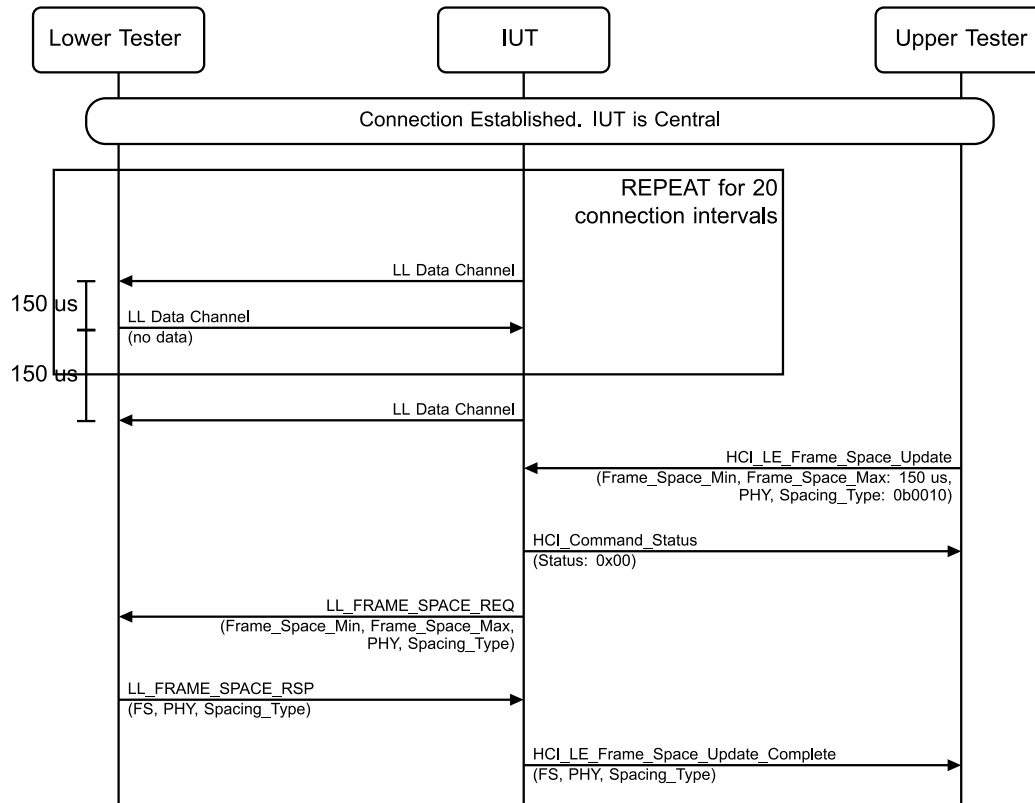 Lower Tester
IUT
Upper Tester
Connection Established. IUT is Central
REPEAT for 20
connection intervals
LL Data Channel
150 us
LL Data Channel
(no data)
150 us
LL Data Channel
HCI_LE_Frame_Space_Update
(Frame_Space_Min, Frame_Space_Max: 150 us,
PHY, Spacing_Type: 0b0010)
HCI_Command_Status
(Status: 0x00)
LL_FRAME_SPACE_REQ
(Frame_Space_Min, Frame_Space_Max,
PHY, Spacing_Type)
LL_FRAME_SPACE_RSP
(FS, PHY, Spacing_Type)
HCI_LE_Frame_Space_Update_Complete
(FS, PHY, Spacing_Type)